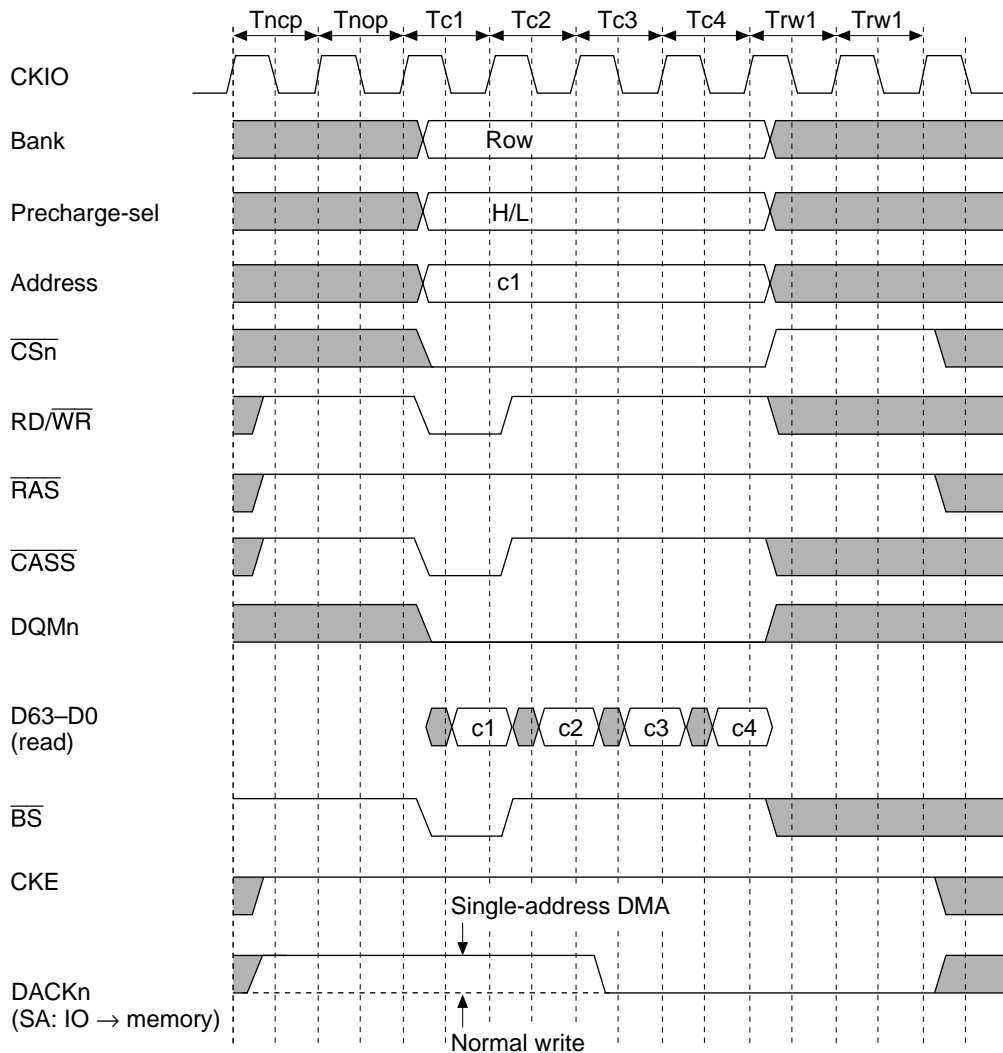 Tncp Tnop Tc1 Tc2 Tc3 Tc4 Trw1 Trw1
CKIO
Bank Row
Precharge-sel H/L
Address c1
CSn
RD/WR
RAS
CASS
DQMn
D63–D0
(read) c1 c2 c3 c4
BS
CKE
Single-address DMA
DACKn
(SA: IO → memory)
Normal write